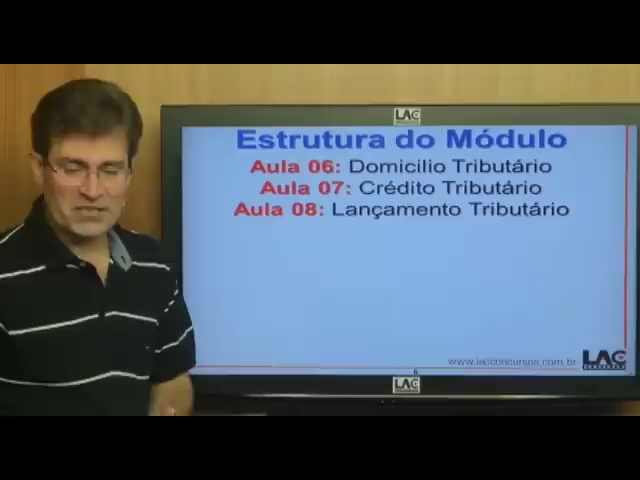 LAC
Estrutura do Módulo
Aula 06: Domicilio Tributário
Aula 07: Crédito Tributário
Aula 08: Lançamento Tributário
www.lacconcursos.com.br LAC
6
LAC